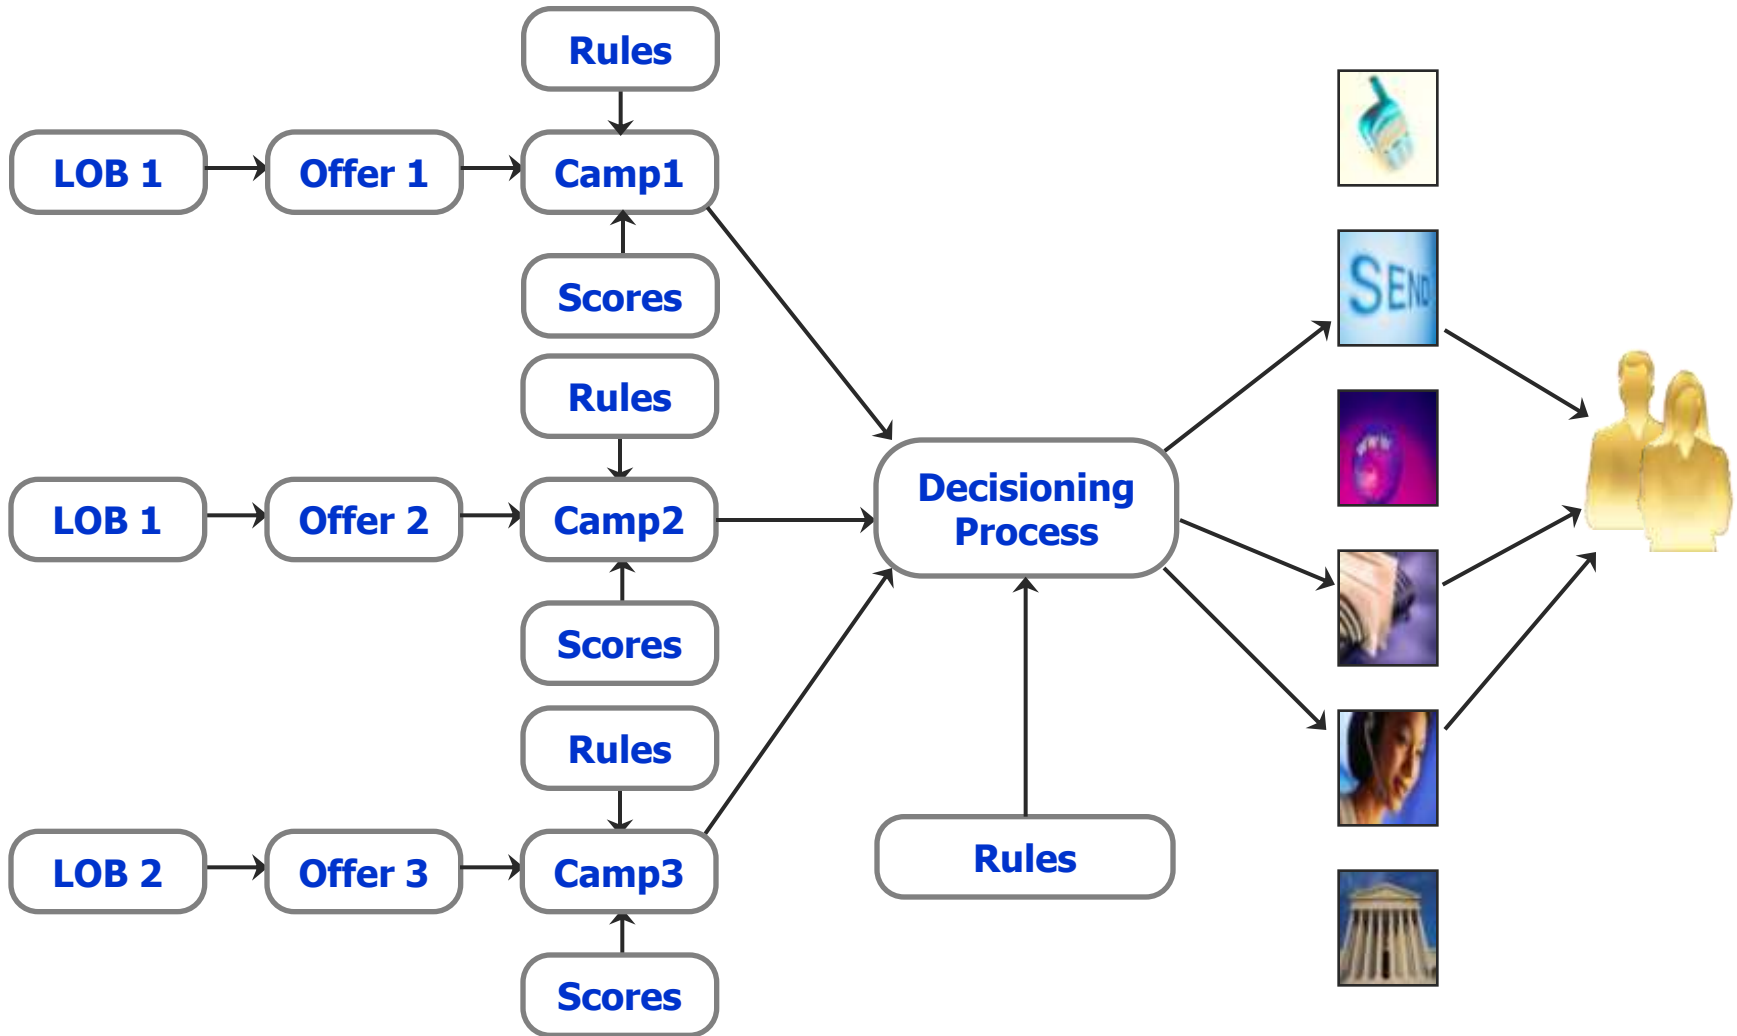 Rules
LOB 1
Offer 1
Camp1
Scores
SEND
Rules
LOB 1
Offer 2
Camp2
Decisioning
Process
Scores
Rules
LOB 2
Offer 3
Camp3
Rules
Scores